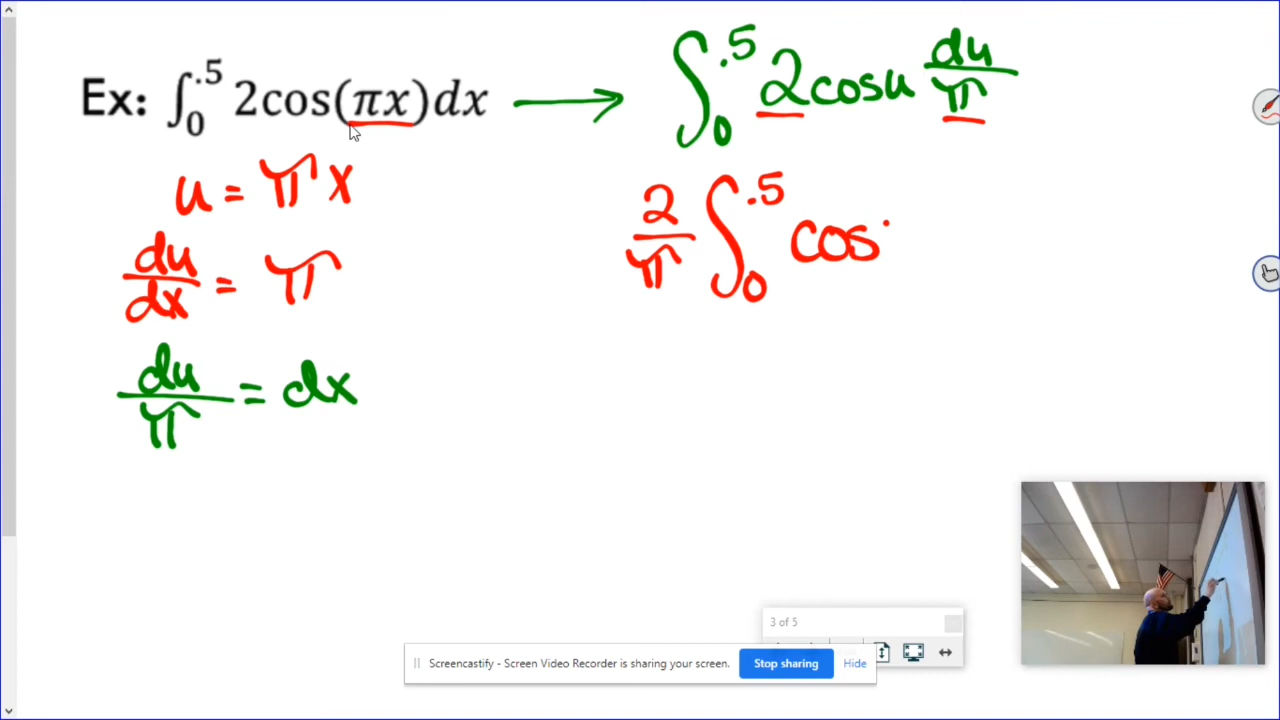 Ex: ∫₀^.5 2cos(πx)dx → ∫₀^.5 2cosu du/π
u = πx
du/dx = π
du/π = dx
2/π ∫₀^.5 cos
3 of 5
Screencastify - Screen Video Recorder is sharing your screen. Stop sharing Hide